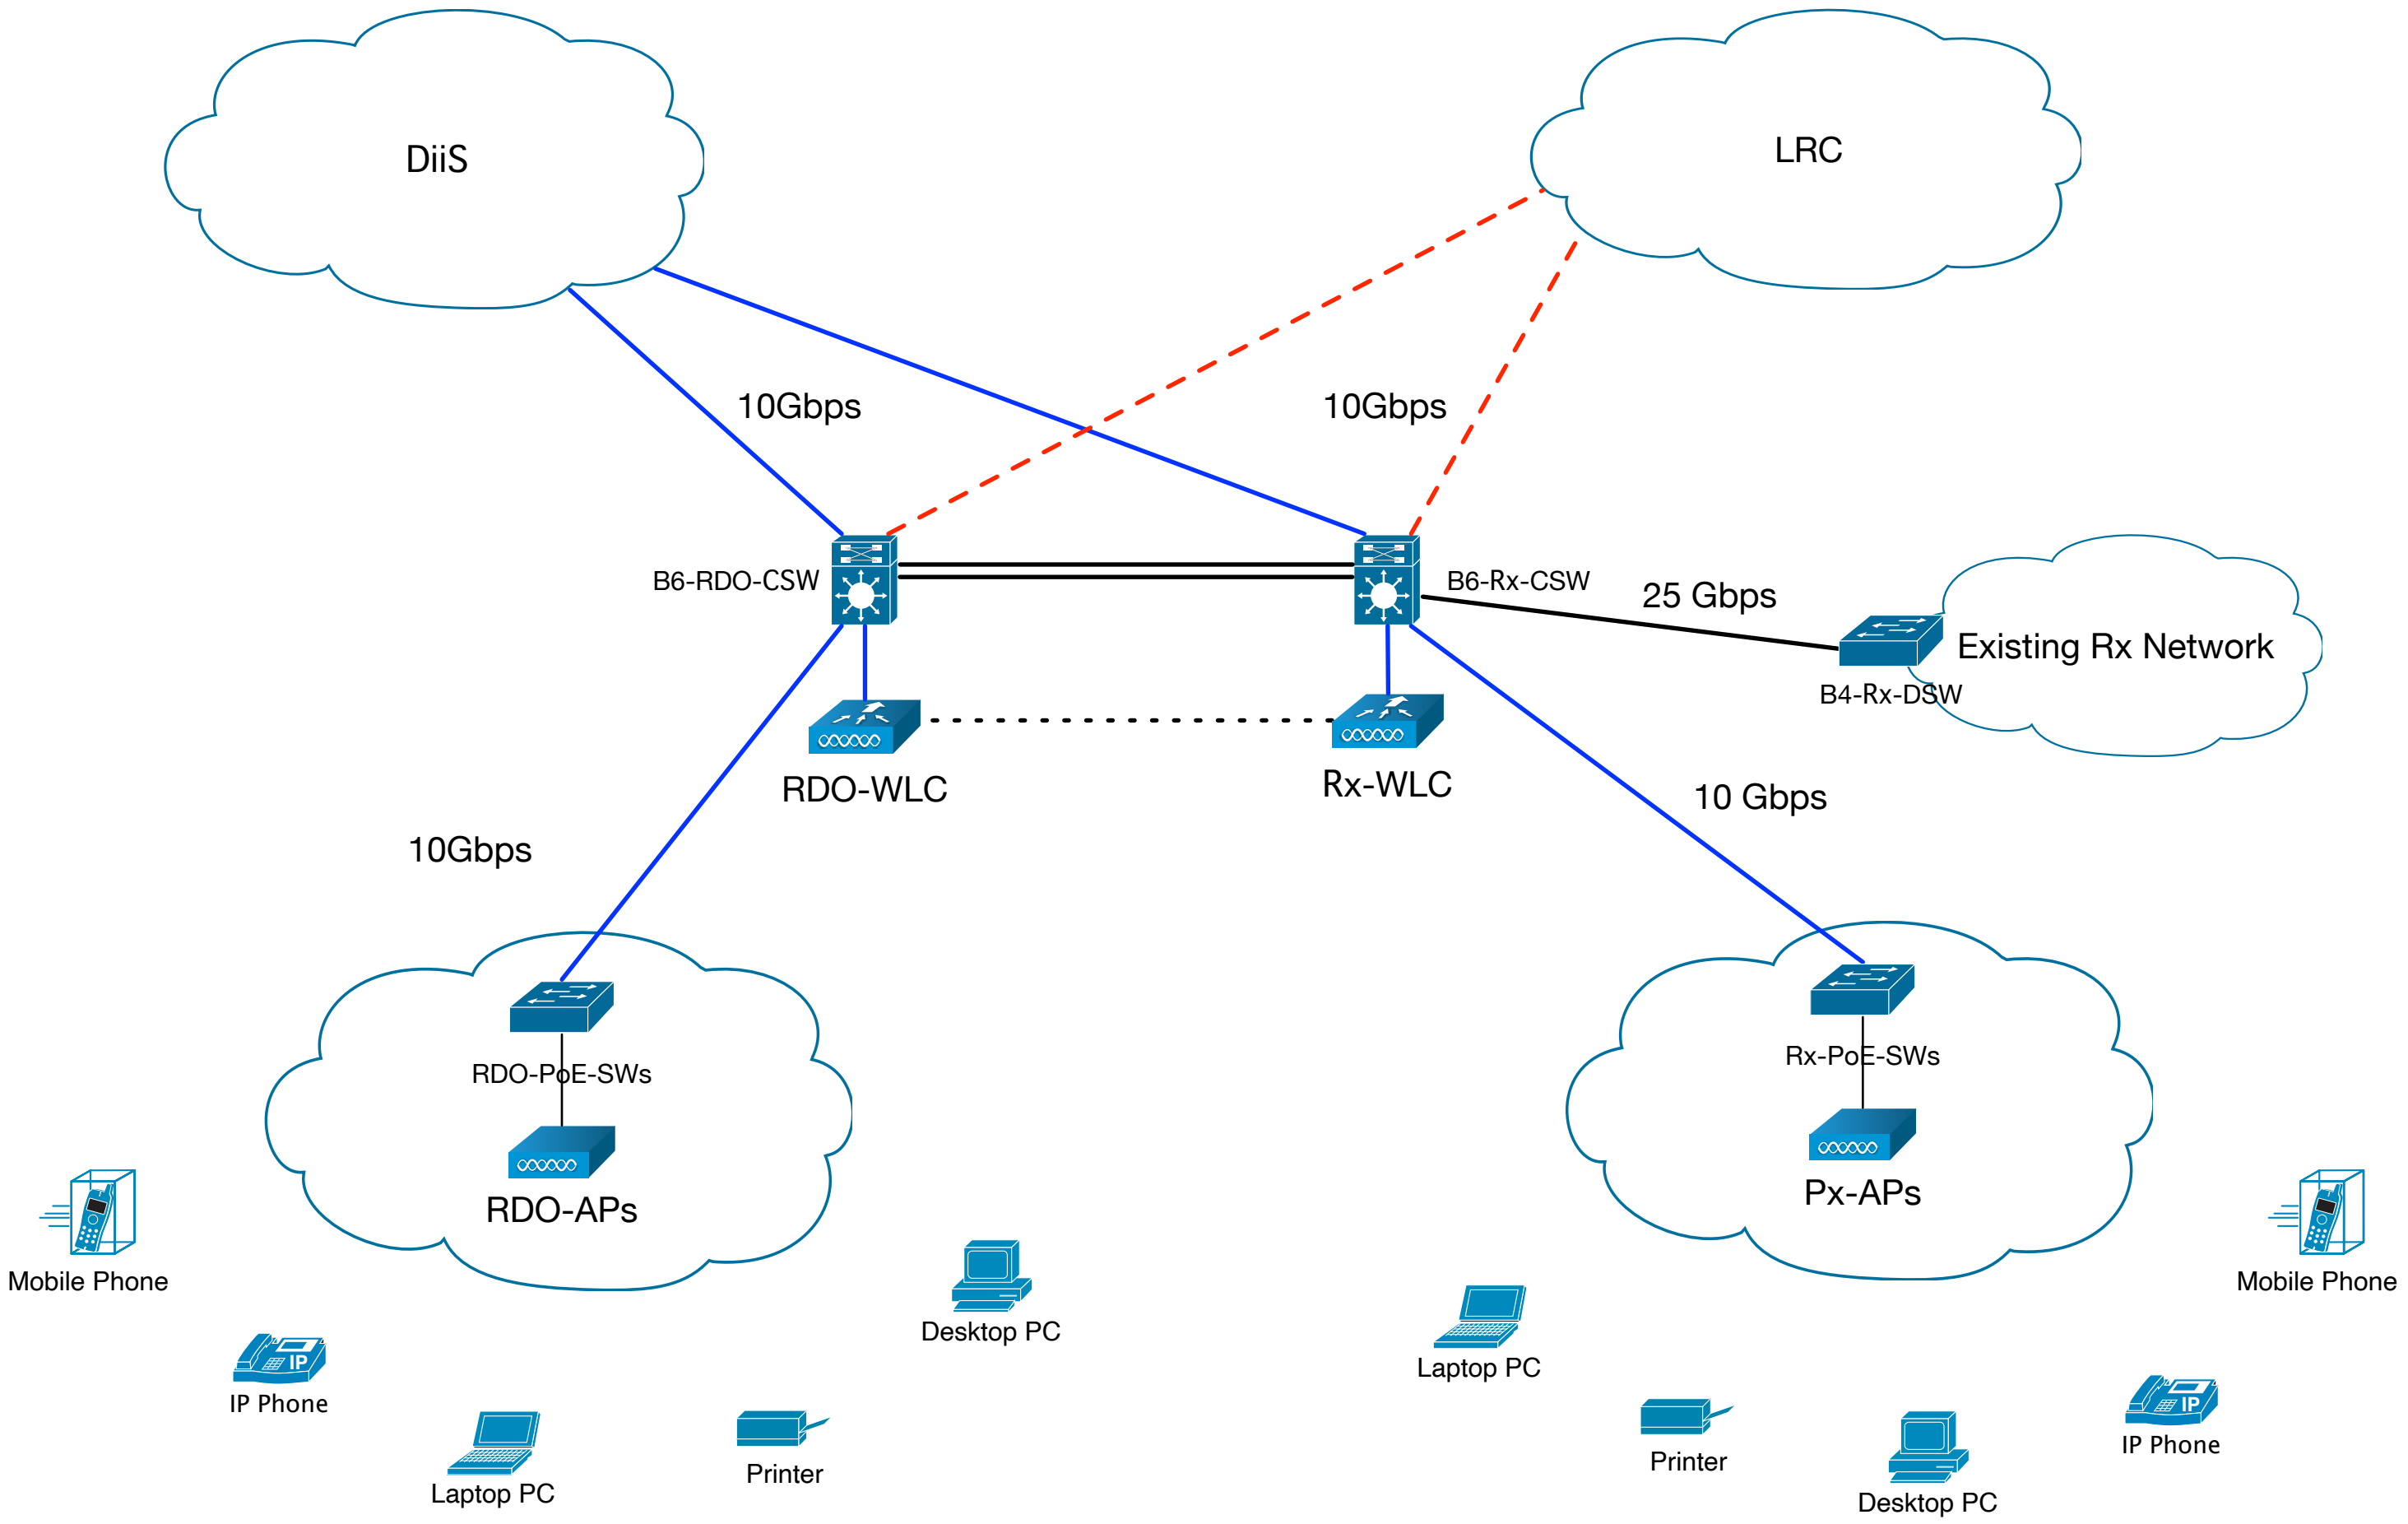 DiiS
LRC
10Gbps
10Gbps
B6-RDO-CSW
B6-Rx-CSW
25 Gbps
Existing Rx Network
B4-Rx-DSW
RDO-WLC
Rx-WLC
10 Gbps
10Gbps
RDO-PoE-SWs
Rx-PoE-SWs
RDO-APs
Px-APs
Mobile Phone
Mobile Phone
Desktop PC
Laptop PC
IP
IP Phone
IP
IP Phone
Laptop PC
Printer
Printer
Desktop PC